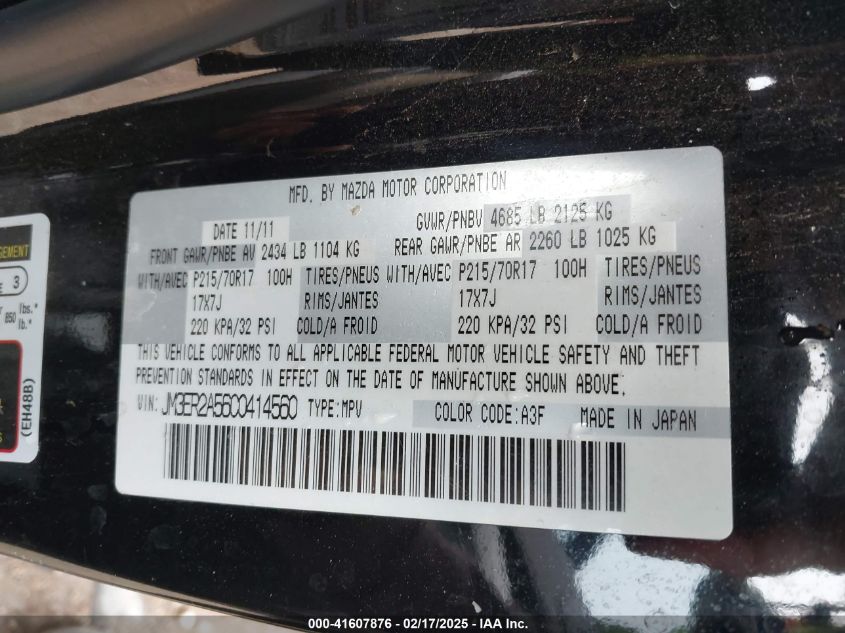 MFD. BY MAZDA MOTOR CORPORATION
DATE 11/11 GVWR/PNBV 4685 LB 2125 KG
FRONT GAWR/PNBE AV 2434 LB 1104 KG REAR GAWR/PNBE AR 2260 LB 1025 KG
WITH/AVEC P215/70R17 100H TIRES/PNEUS WITH/AVEC P215/70R17 100H TIRES/PNEUS
17X7J RIMS/JANTES 17X7J RIMS/JANTES
220 KPA/32 PSI COLD/A FROID 220 KPA/32 PSI COLD/A FROID
THIS VEHICLE CONFORMS TO ALL APPLICABLE FEDERAL MOTOR VEHICLE SAFETY AND THEFT
PREVENTION STANDARDS IN EFFECT ON THE DATE OF MANUFACTURE SHOWN ABOVE.
VIN: JM3ER2A56C0414560 TYPE:MPV COLOR CODE:A3F MADE IN JAPAN
3
850 lbs.*
lb.*
(EH48B)
000-41607876 - 02/17/2025 - IAA Inc.